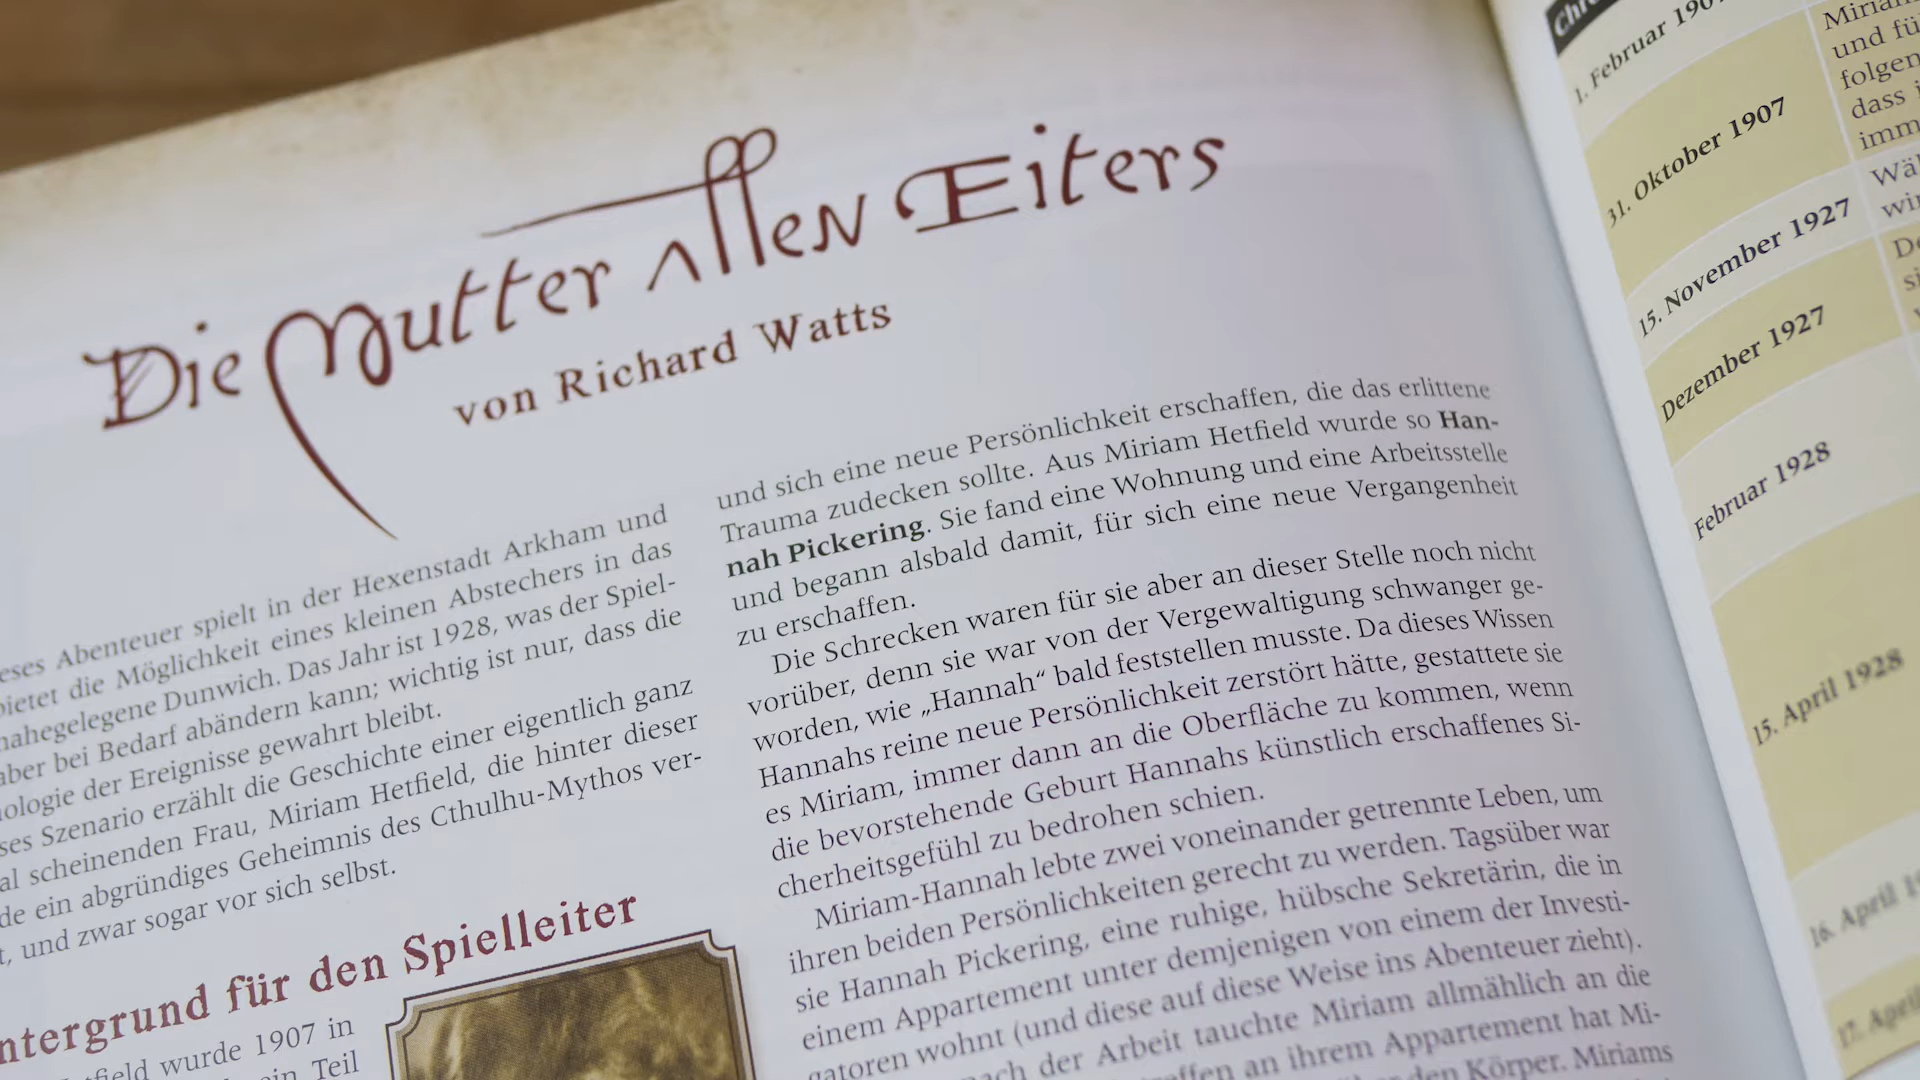 Die Mutter allen Eiters
von Richard Watts
eses Abenteuer spielt in der Hexenstadt Arkham und
bietet die Möglichkeit eines kleinen Abstechers in das
nahegelegene Dunwich. Das Jahr ist 1928, was der Spiel-
aber bei Bedarf abändern kann; wichtig ist nur, dass die
ologie der Ereignisse gewahrt bleibt.
ses Szenario erzählt die Geschichte einer eigentlich ganz
al scheinenden Frau, Miriam Hetfield, die hinter dieser
de ein abgründiges Geheimnis des Cthulhu-Mythos ver-
t, und zwar sogar vor sich selbst.
ntergrund für den Spielleiter
tfield wurde 1907 in
ein Teil
und sich eine neue Persönlichkeit erschaffen, die das erlittene
Trauma zudecken sollte. Aus Miriam Hetfield wurde so Han-
nah Pickering. Sie fand eine Wohnung und eine Arbeitsstelle
und begann alsbald damit, für sich eine neue Vergangenheit
zu erschaffen.
Die Schrecken waren für sie aber an dieser Stelle noch nicht
vorüber, denn sie war von der Vergewaltigung schwanger ge-
worden, wie „Hannah“ bald feststellen musste. Da dieses Wissen
Hannahs reine neue Persönlichkeit zerstört hätte, gestattete sie
es Miriam, immer dann an die Oberfläche zu kommen, wenn
die bevorstehende Geburt Hannahs künstlich erschaffenes Si-
cherheitsgefühl zu bedrohen schien.
Miriam-Hannah lebte zwei voneinander getrennte Leben, um
ihren beiden Persönlichkeiten gerecht zu werden. Tagsüber war
sie Hannah Pickering, eine ruhige, hübsche Sekretärin, die in
einem Appartement unter demjenigen von einem der Investi-
gatoren wohnt (und diese auf diese Weise ins Abenteuer zieht).
nach der Arbeit tauchte Miriam allmählich an die
ffen an ihrem Appartement hat Mi-
den Körper. Miriams
Chr
1. Februar 1907
Miriam
und fü
folgen
dass i
imm
31. Oktober 1907
Wäh
wir
15. November 1927
De
si
Dezember 1927
Februar 1928
15. April 1928
16. April 19
17. April